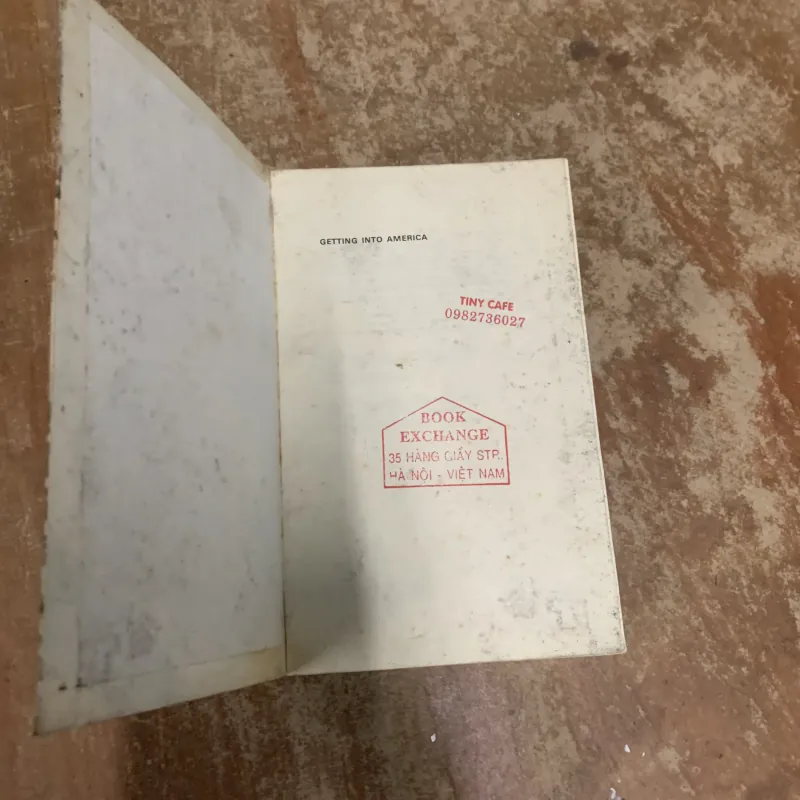 GETTING INTO AMERICA
TINY CAFE
0982736027
BOOK
EXCHANGE
35 HÀNG GIẤY STR.
HÀ NỘI - VIỆT NAM